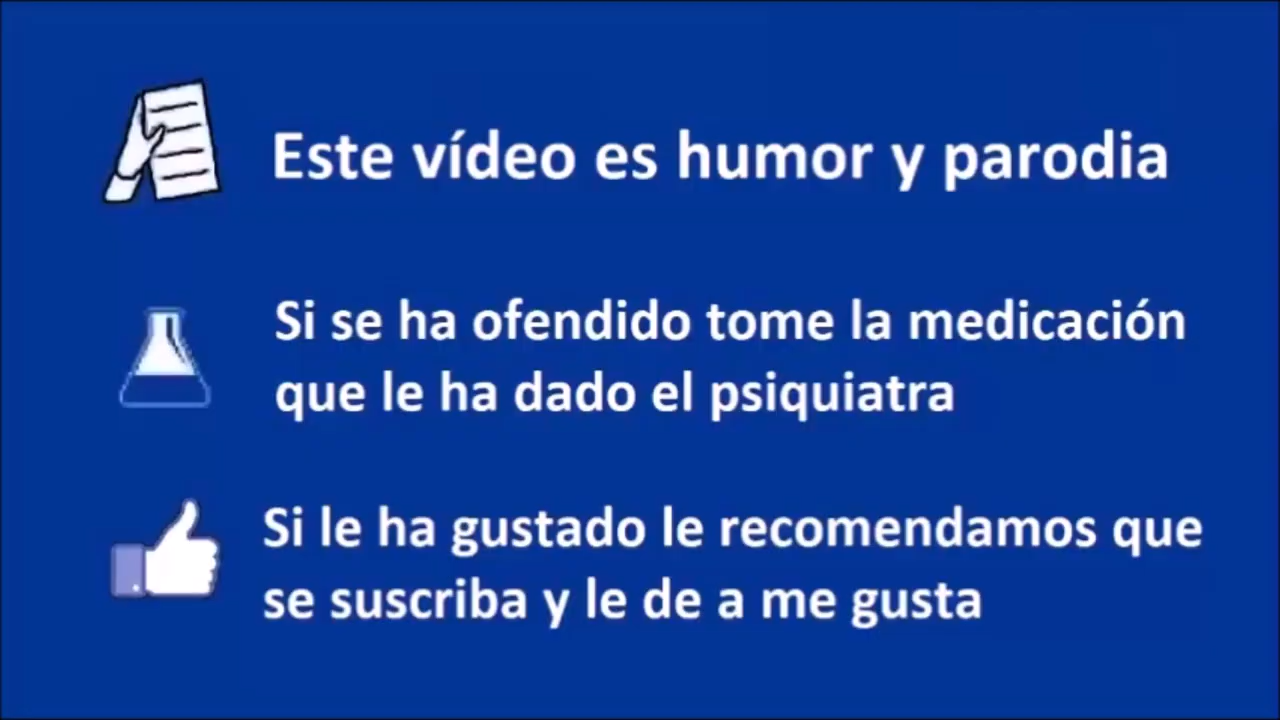 Este vídeo es humor y parodia
Si se ha ofendido tome la medicación
que le ha dado el psiquiatra
Si le ha gustado le recomendamos que
se suscriba y le de a me gusta